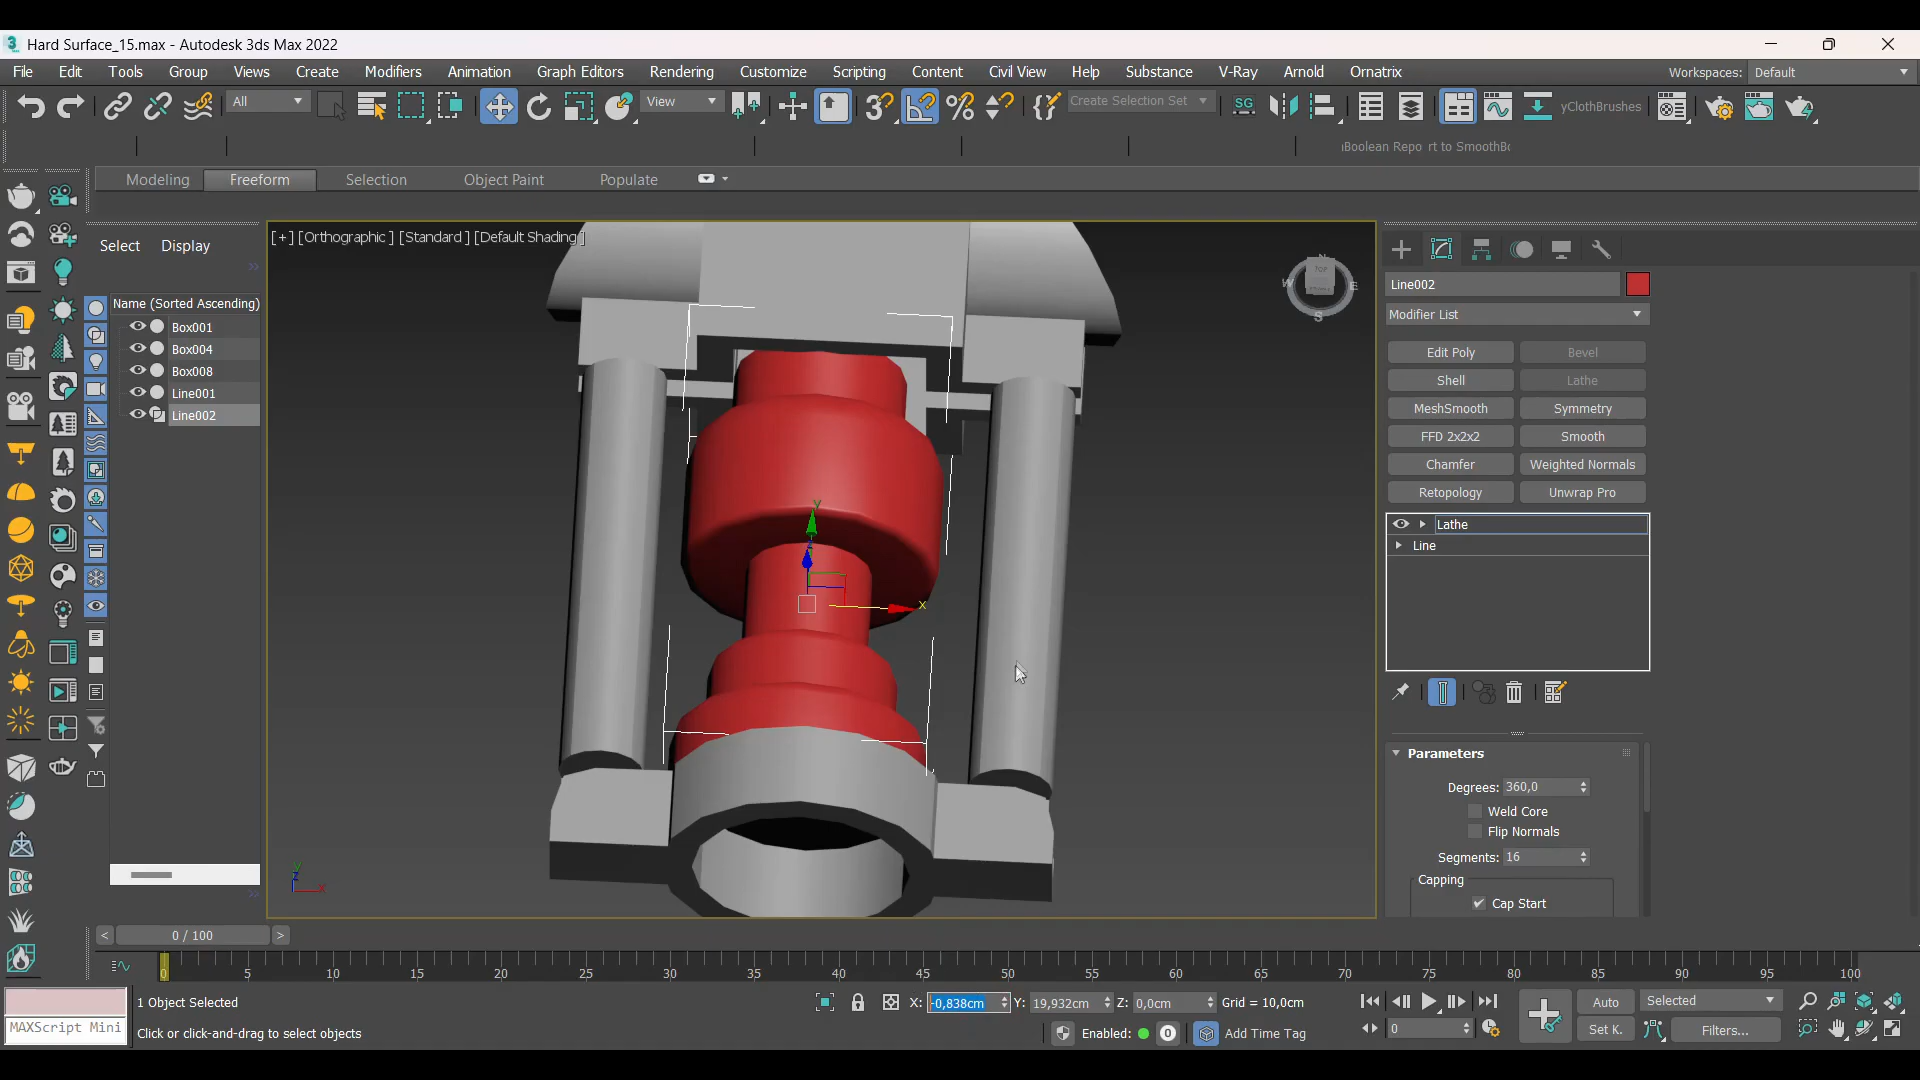 Hard Surface_15.max - Autodesk 3ds Max 2022
File Edit Tools Group Views Create Modifiers Animation Graph Editors Rendering Customize Scripting Content Civil View Help Substance V-Ray Arnold Ornatrix Workspaces: Default
All View Create Selection Set yClothBrushes
Boolean Repo rt to SmoothBo
Modeling Freeform Selection Object Paint Populate
Select Display
[+] [Orthographic ] [Standard ] [Default Shading ]
Name (Sorted Ascending)
Box001
Box004
Box008
Line001
Line002
N
W TOP E
S
y
z
x
y
z
x
Line002
Modifier List
Edit Poly Bevel
Shell Lathe
MeshSmooth Symmetry
FFD 2x2x2 Smooth
Chamfer Weighted Normals
Retopology Unwrap Pro
Lathe
Line
Parameters
Degrees: 360,0
Weld Core
Flip Normals
Segments: 16
Capping
Cap Start
< 0 / 100 >
0 5 10 15 20 25 30 35 40 45 50 55 60 65 70 75 80 85 90 95 100
1 Object Selected
X: -0,838cm Y: 19,932cm Z: 0,0cm Grid = 10,0cm
Auto Selected
MAXScript Mini
Click or click-and-drag to select objects
Enabled: 0 Add Time Tag
0
Set K. Filters...